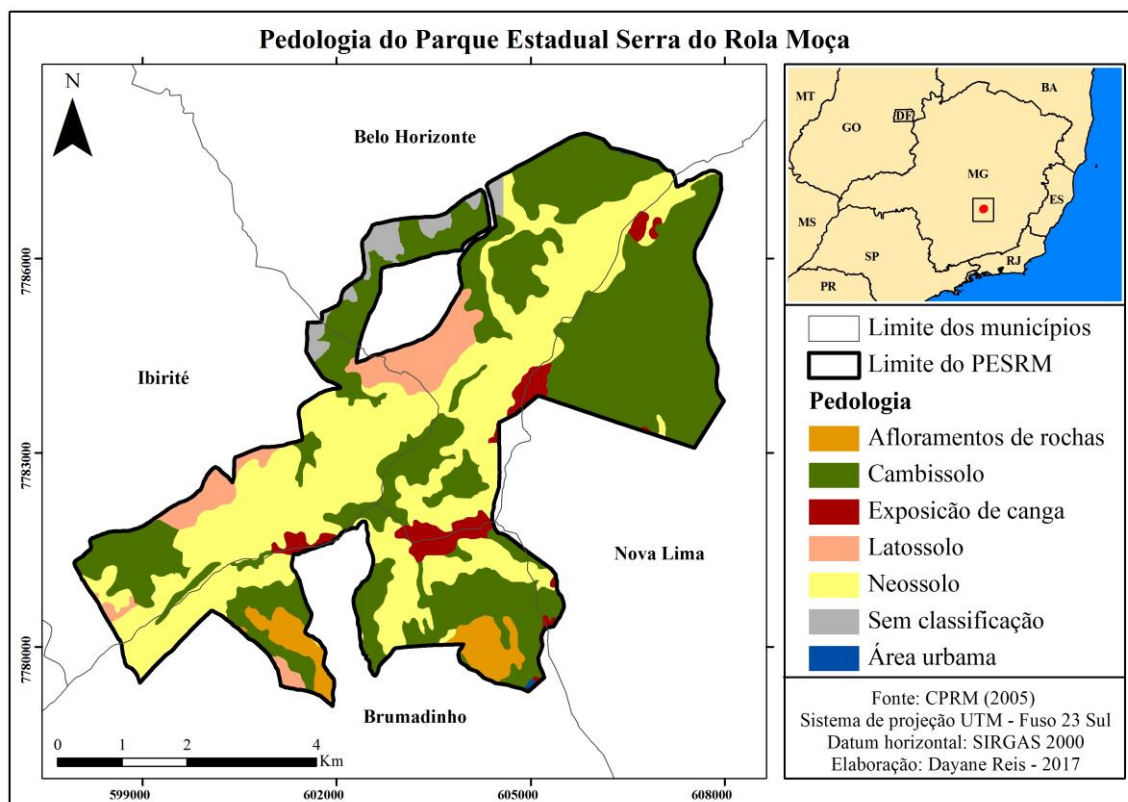 Pedologia do Parque Estadual Serra do Rola Moça
N
Belo Horizonte
Ibirité
Nova Lima
Brumadinho
7786000
7783000
7780000
0 1 2 4
Km
599000 602000 605000 608000
MT
GO
DF
BA
MG
ES
MS
SP
RJ
PR
Limite dos municípios
Limite do PESRM
Pedologia
Afloramentos de rochas
Cambissolo
Exposicão de canga
Latossolo
Neossolo
Sem classificação
Área urbama
Fonte: CPRM (2005)
Sistema de projeção UTM - Fuso 23 Sul
Datum horizontal: SIRGAS 2000
Elaboração: Dayane Reis - 2017